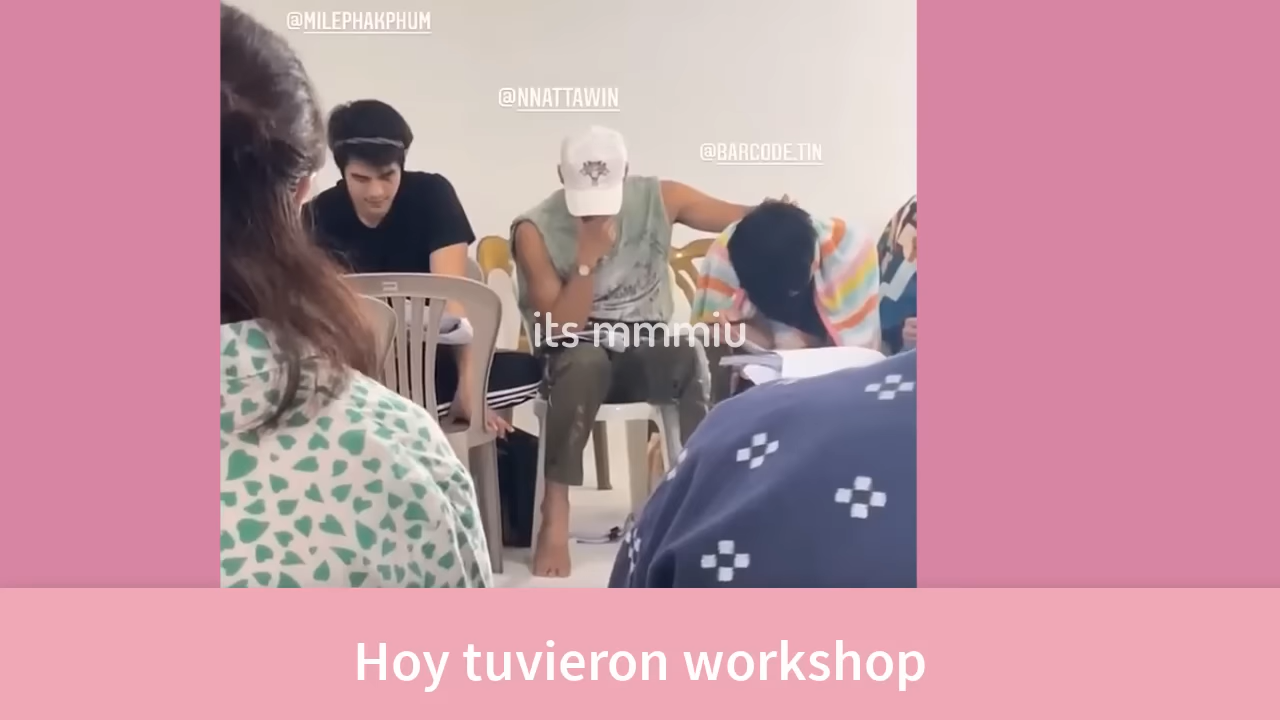 @MILEPHAKPHUM
@NNATTAWIN
@BARCODE.TIN
its mmmiu
Hoy tuvieron workshop